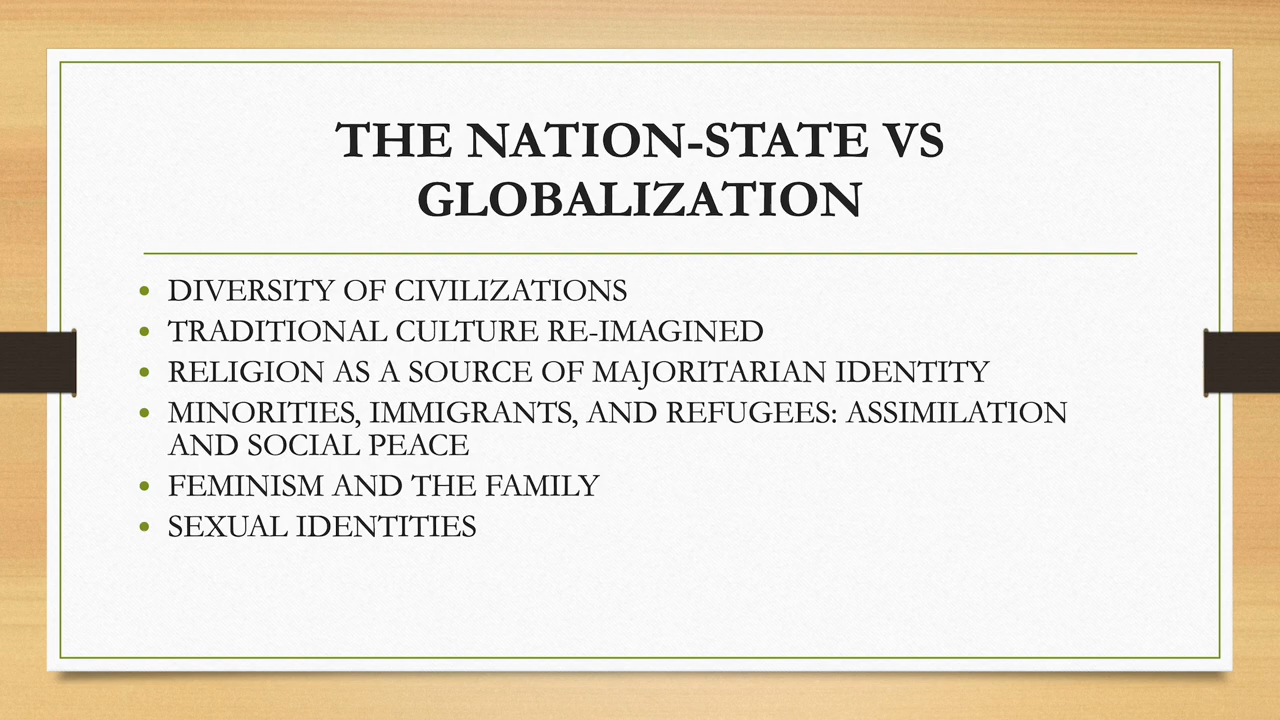 THE NATION-STATE VS
GLOBALIZATION
• DIVERSITY OF CIVILIZATIONS
• TRADITIONAL CULTURE RE-IMAGINED
• RELIGION AS A SOURCE OF MAJORITARIAN IDENTITY
• MINORITIES, IMMIGRANTS, AND REFUGEES: ASSIMILATION
AND SOCIAL PEACE
• FEMINISM AND THE FAMILY
• SEXUAL IDENTITIES